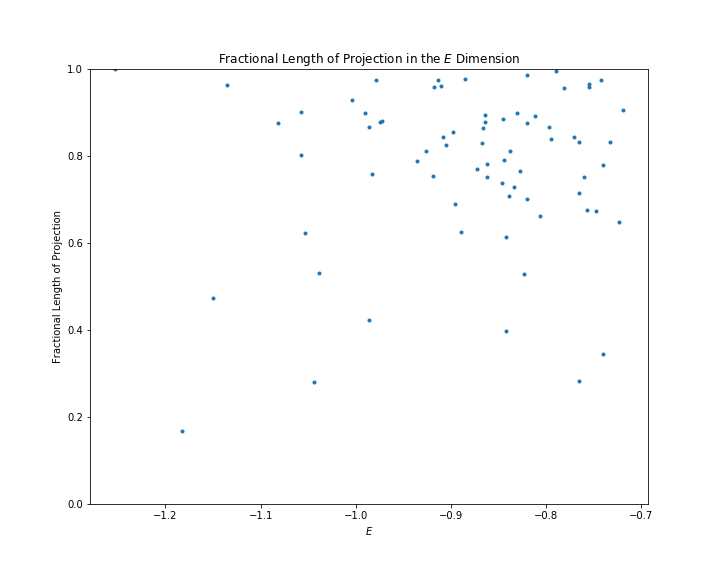 Fractional Length of Projection in the E Dimension
Fractional Length of Projection
1.0
0.8
0.6
0.4
0.2
0.0
−1.2 −1.1 −1.0 −0.9 −0.8 −0.7
E